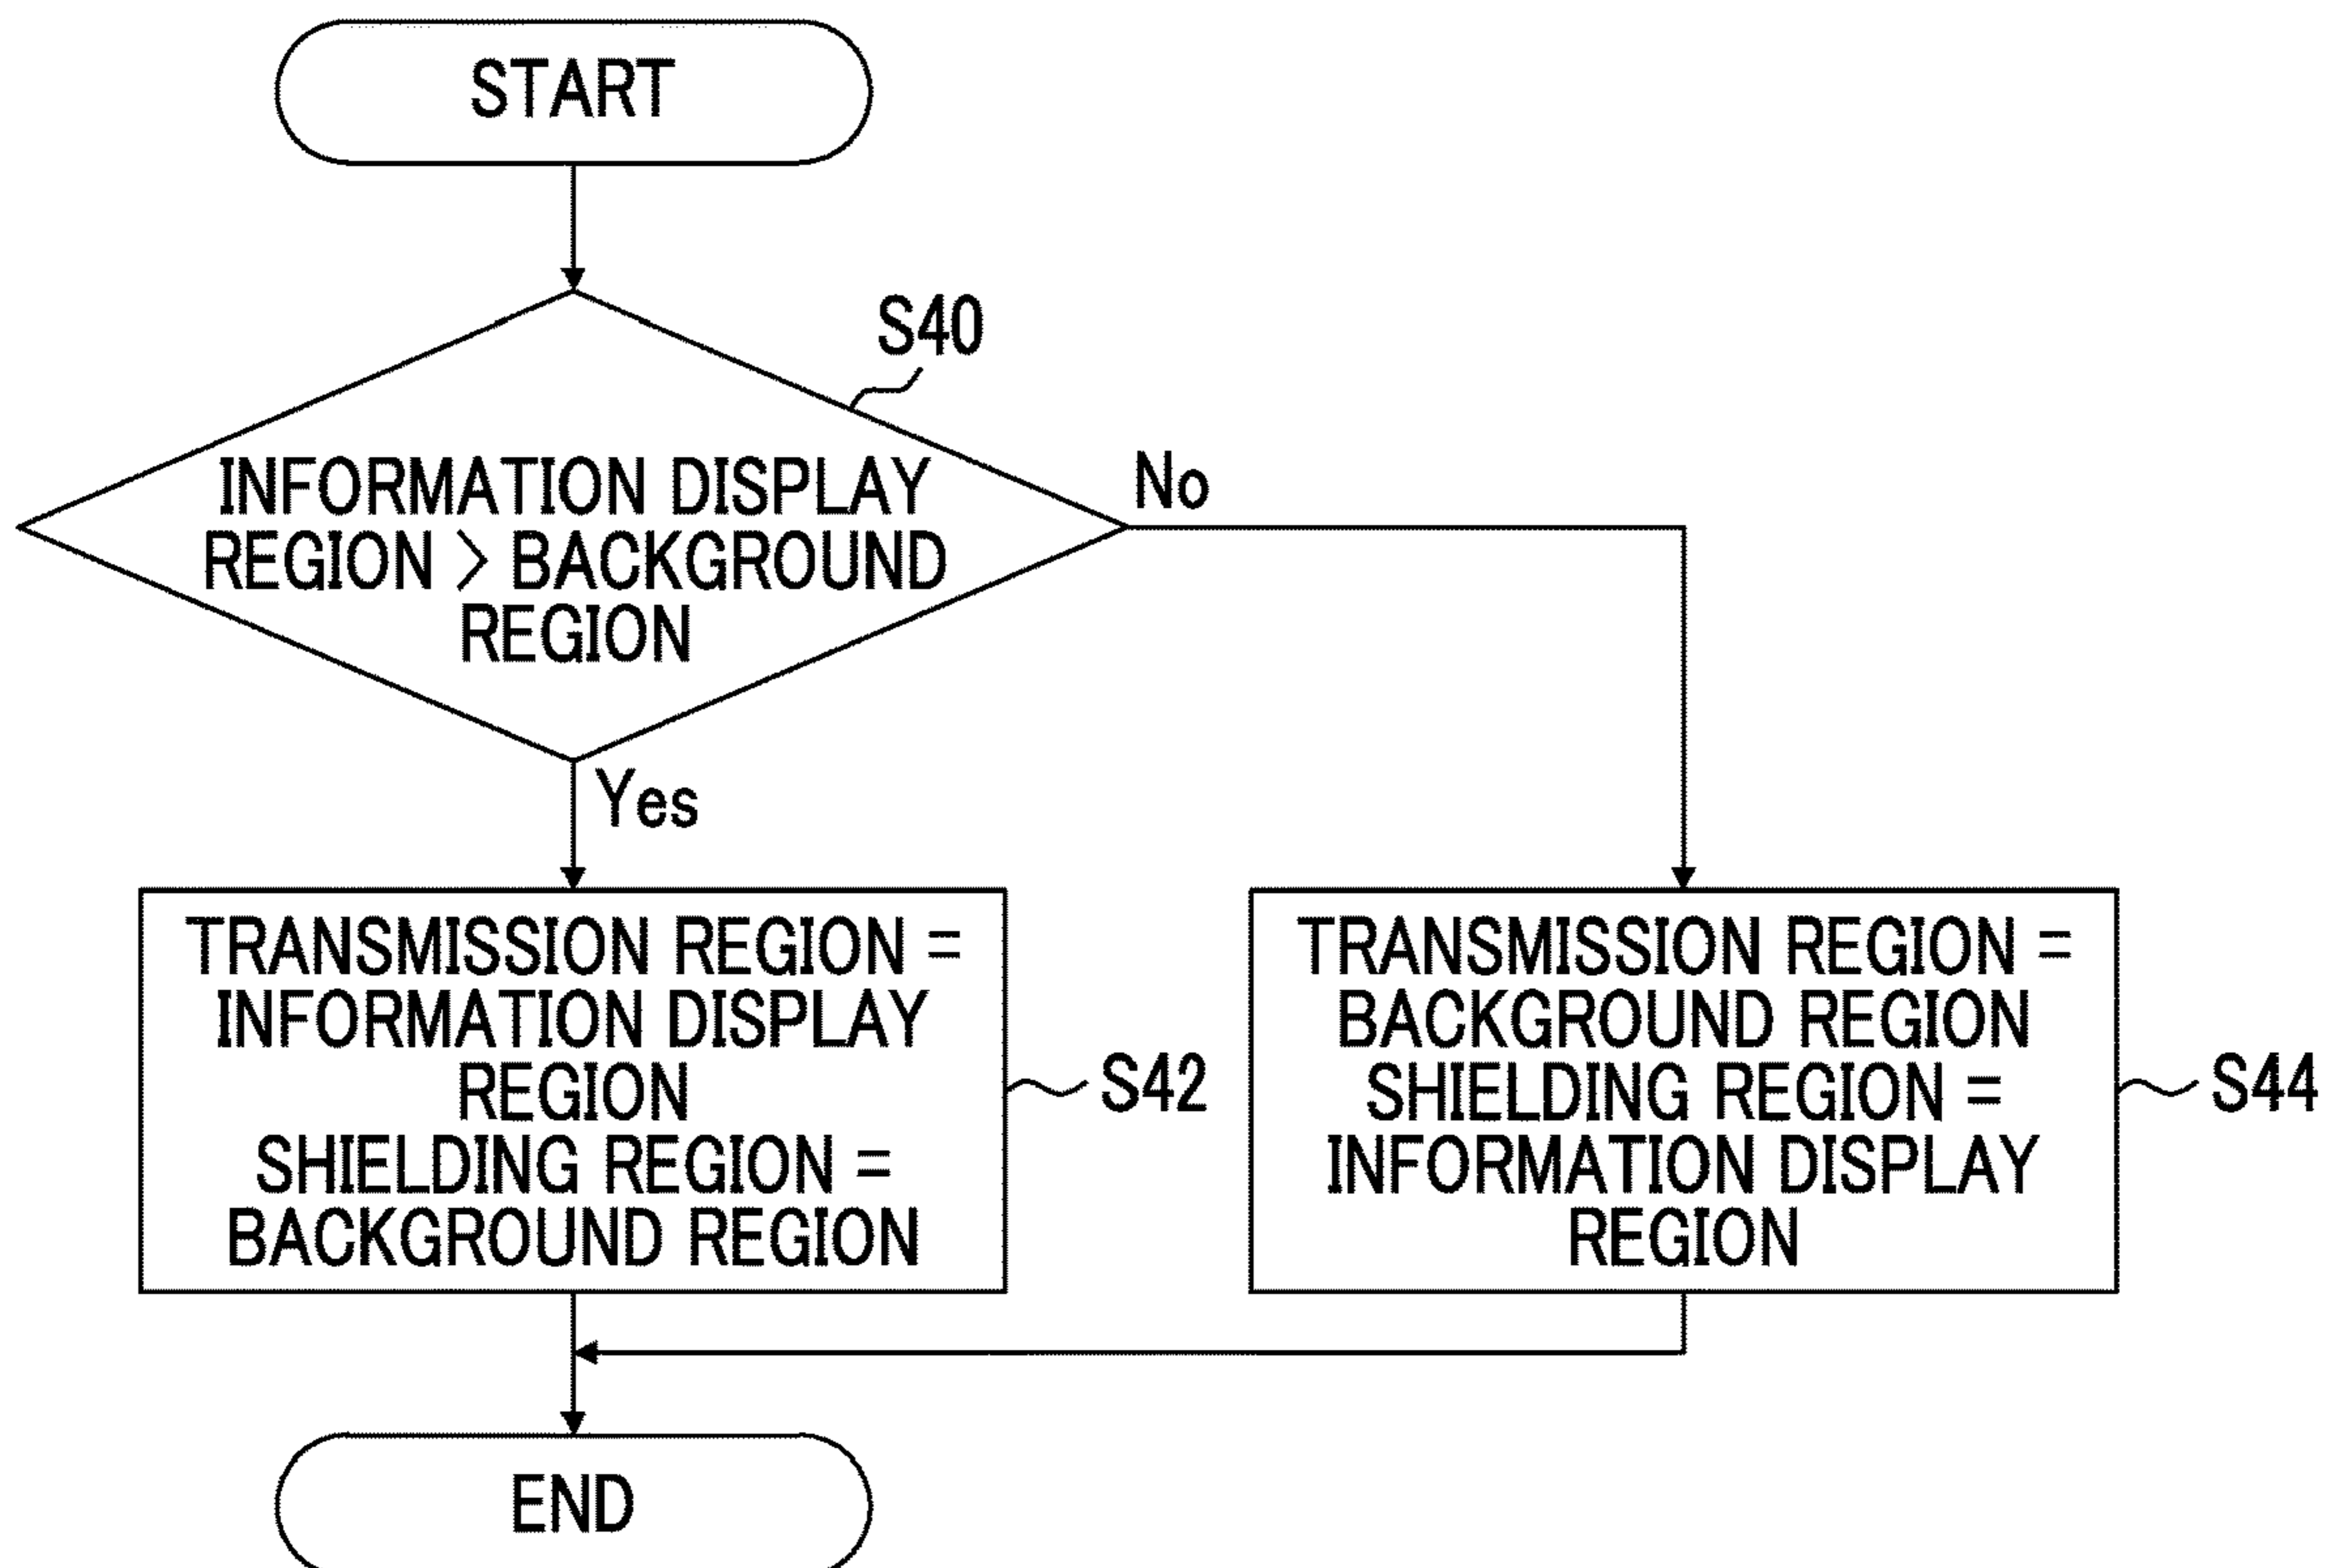 START
S40
INFORMATION DISPLAY
REGION > BACKGROUND
REGION
No
Yes
TRANSMISSION REGION =
INFORMATION DISPLAY
REGION
SHIELDING REGION =
BACKGROUND REGION
S42
TRANSMISSION REGION =
BACKGROUND REGION
SHIELDING REGION =
INFORMATION DISPLAY
REGION
S44
END